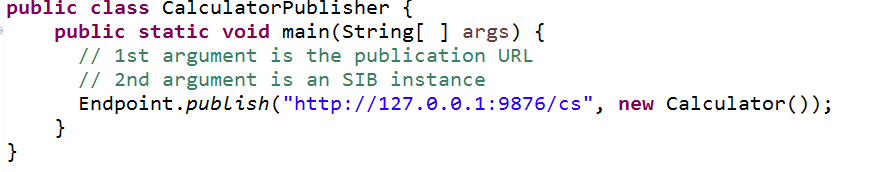 public class CalculatorPublisher {
    public static void main(String[ ] args) {
      // 1st argument is the publication URL
      // 2nd argument is an SIB instance
      Endpoint.publish("http://127.0.0.1:9876/cs", new Calculator());
    }
}